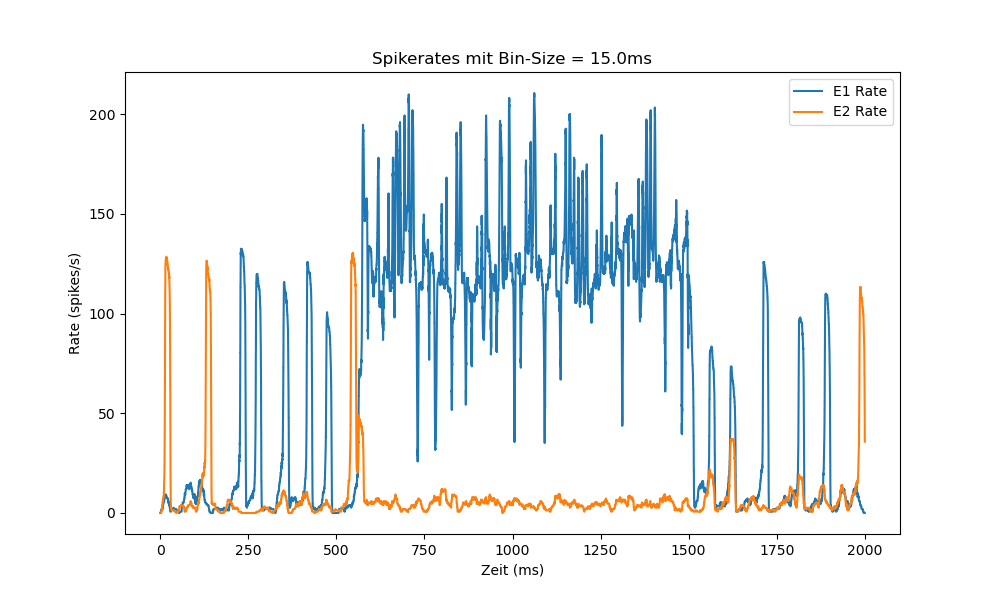 Spikerates mit Bin-Size = 15.0ms
E1 Rate
E2 Rate
200
150
100
50
0
Rate (spikes/s)
0 250 500 750 1000 1250 1500 1750 2000
Zeit (ms)